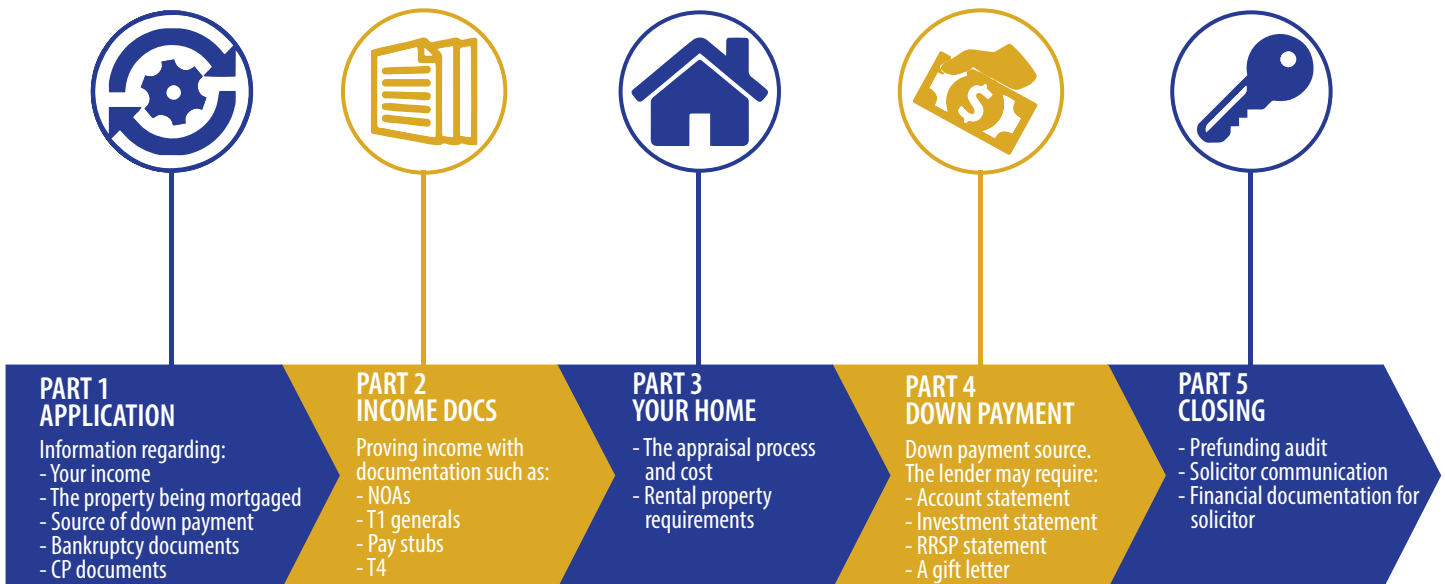 PART 1
APPLICATION
Information regarding:
- Your income
- The property being mortgaged
- Source of down payment
- Bankruptcy documents
- CP documents
PART 2
INCOME DOCS
Proving income with
documentation such as:
- NOAs
- T1 generals
- Pay stubs
- T4
PART 3
YOUR HOME
- The appraisal process
and cost
- Rental property
requirements
$
PART 4
DOWN PAYMENT
Down payment source.
The lender may require:
- Account statement
- Investment statement
- RRSP statement
- A gift letter
PART 5
CLOSING
- Prefunding audit
- Solicitor communication
- Financial documentation for
solicitor